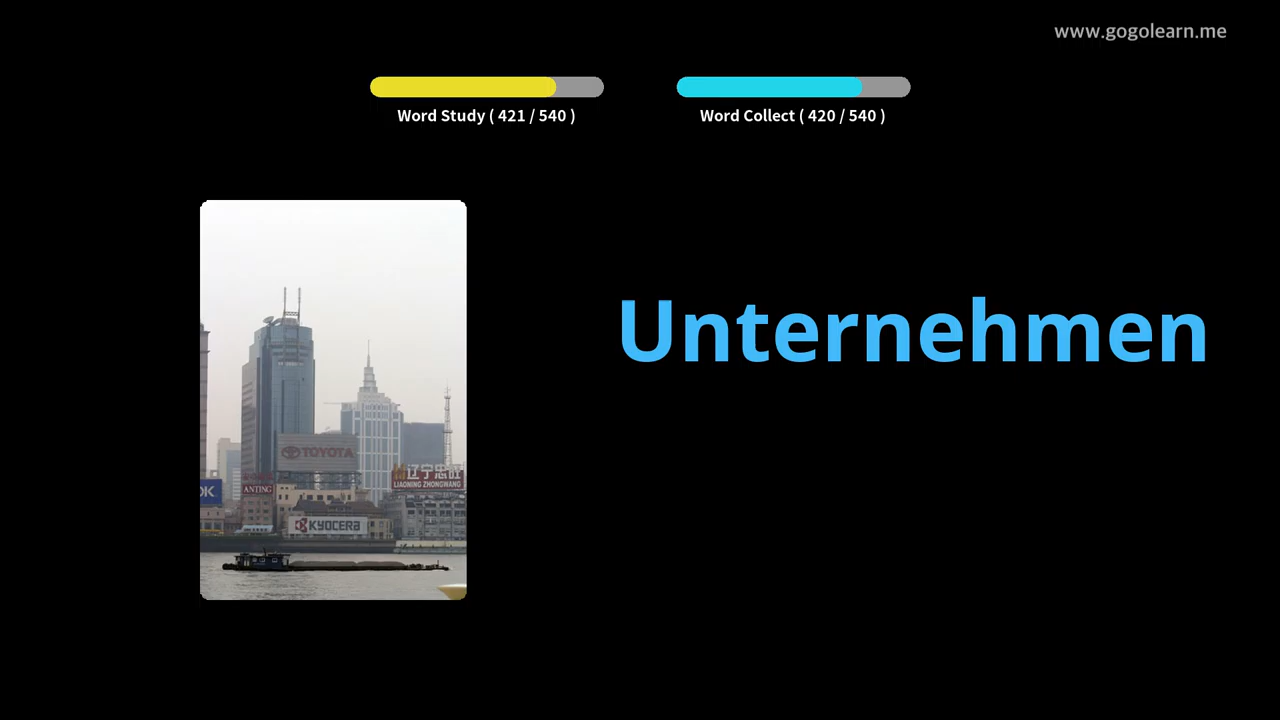 www.gogolearn.me
Word Study ( 421 / 540 )
Word Collect ( 420 / 540 )
Unternehmen
TOYOTA
辽宁忠旺
LIAONING ZHONGWANG
OK
ANTING
KYOCERA